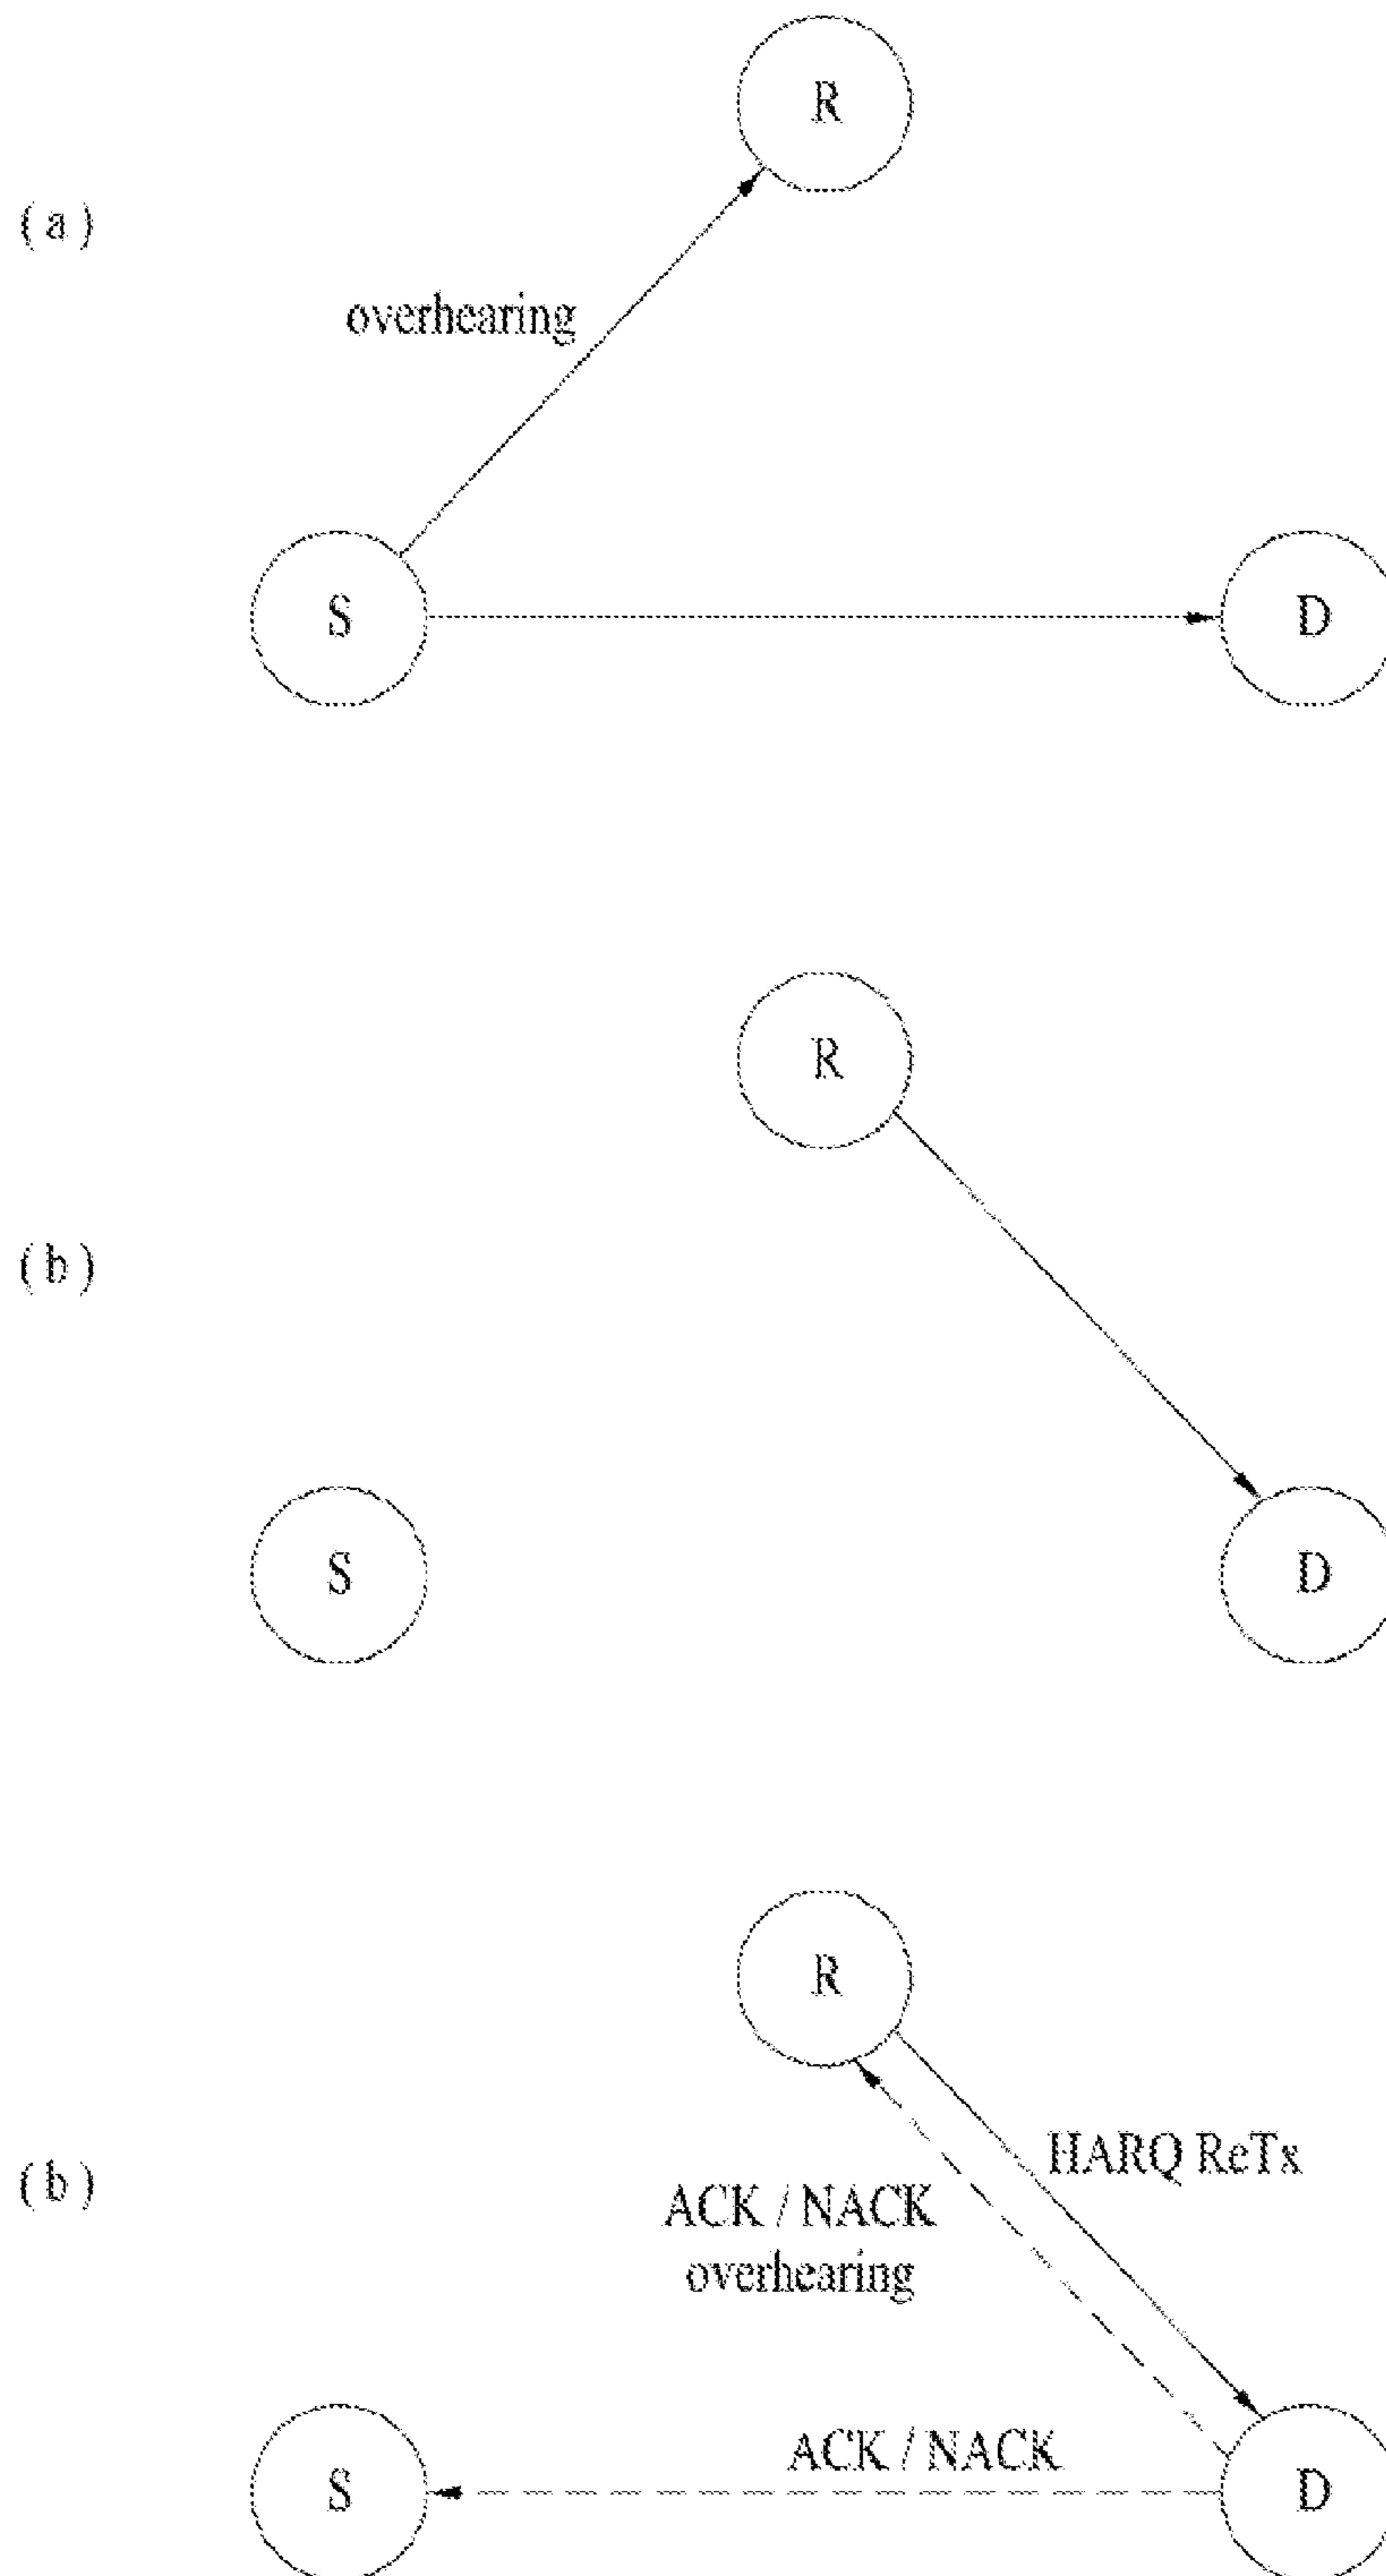 R
( a )
overhearing
S
D
R
( b )
S
D
R
HARQ ReTx
( b )
ACK / NACK
overhearing
ACK / NACK
S
D